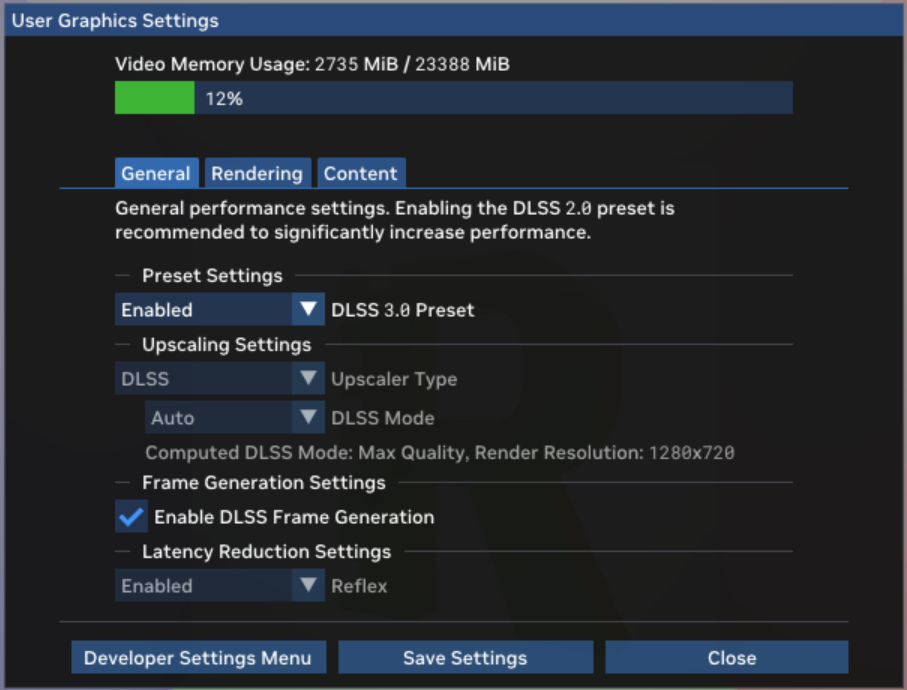 User Graphics Settings
Video Memory Usage: 2735 MiB / 23388 MiB
12%
General Rendering Content
General performance settings. Enabling the DLSS 2.0 preset is
recommended to significantly increase performance.
Preset Settings
Enabled DLSS 3.0 Preset
Upscaling Settings
DLSS Upscaler Type
Auto DLSS Mode
Computed DLSS Mode: Max Quality, Render Resolution: 1280x720
Frame Generation Settings
Enable DLSS Frame Generation
Latency Reduction Settings
Enabled Reflex
Developer Settings Menu Save Settings Close